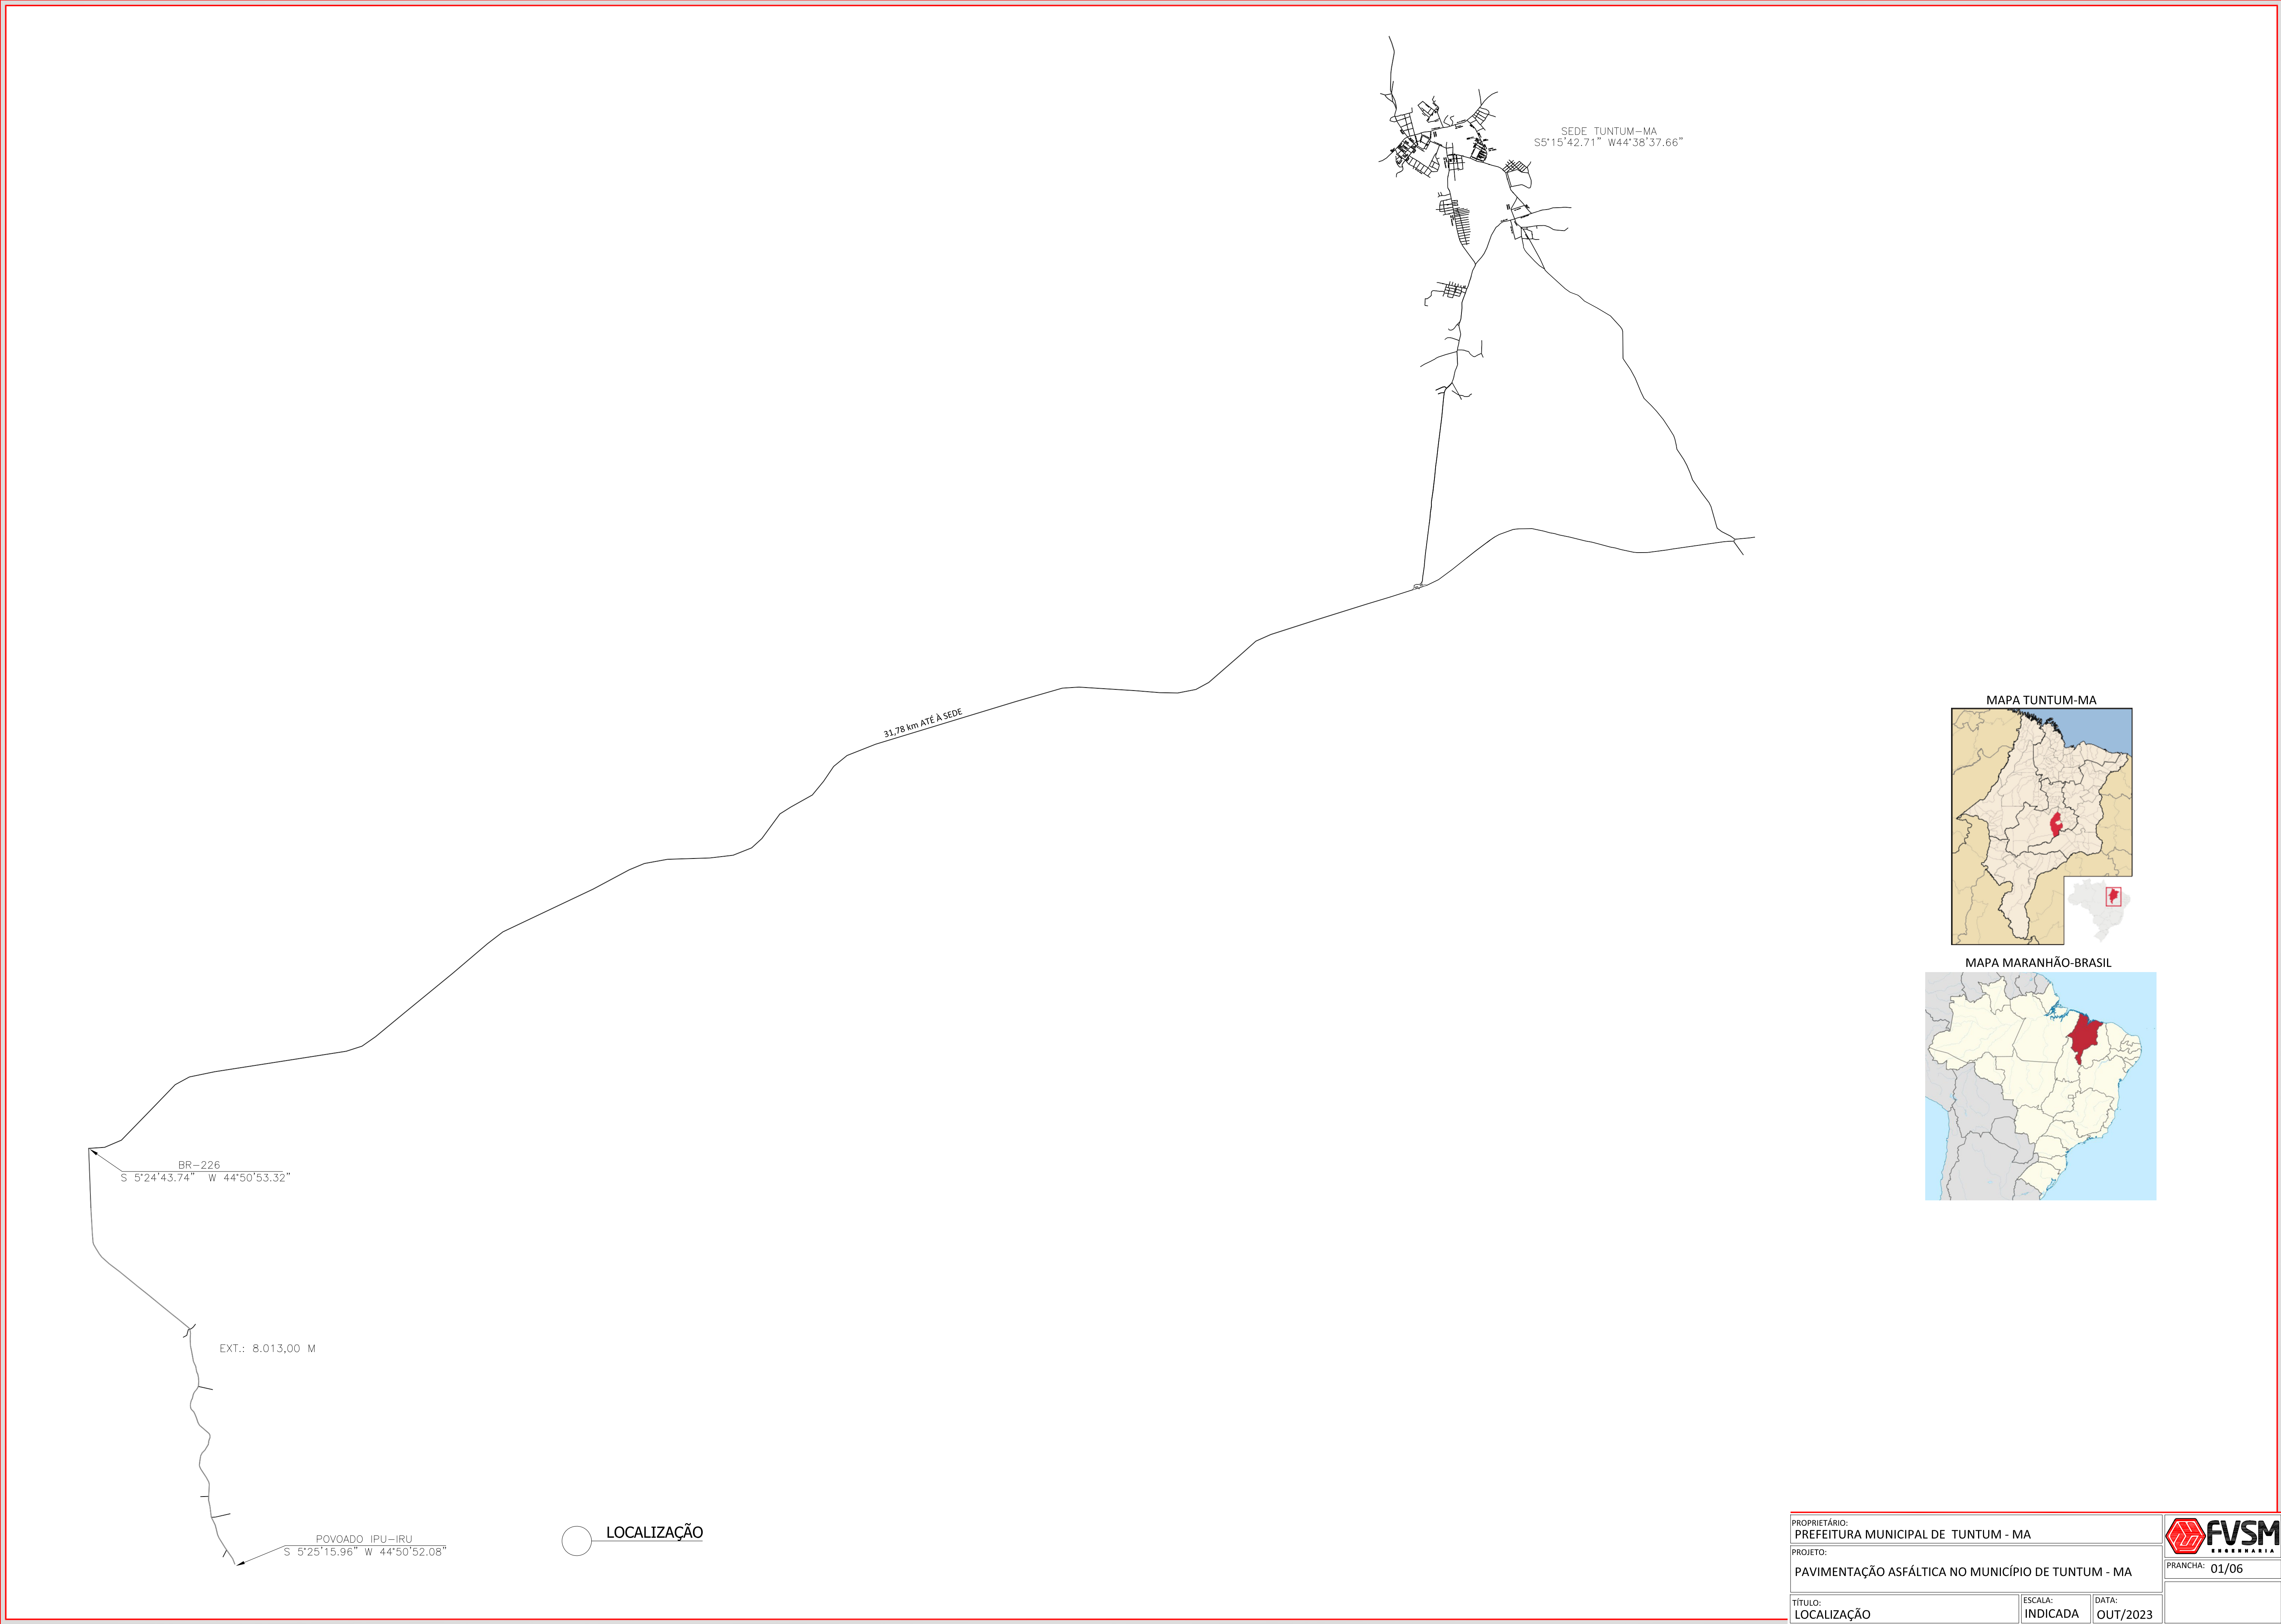 SEDE TUNTUM-MA
S5°15'42.71" W44°38'37.66"
31,78 km ATÉ À SEDE
MAPA TUNTUM-MA
MAPA MARANHÃO-BRASIL
BR-226
S 5°24'43.74" W 44°50'53.32"
EXT.: 8.013,00 M
POVOADO IPU-IRU
S 5°25'15.96" W 44°50'52.08"
LOCALIZAÇÃO
PROPRIETÁRIO:
PREFEITURA MUNICIPAL DE TUNTUM - MA
PROJETO:
PAVIMENTAÇÃO ASFÁLTICA NO MUNICÍPIO DE TUNTUM - MA
TÍTULO:
LOCALIZAÇÃO
ESCALA:
INDICADA
DATA:
OUT/2023
FVSM
ENGENHARIA
PRANCHA: 01/06